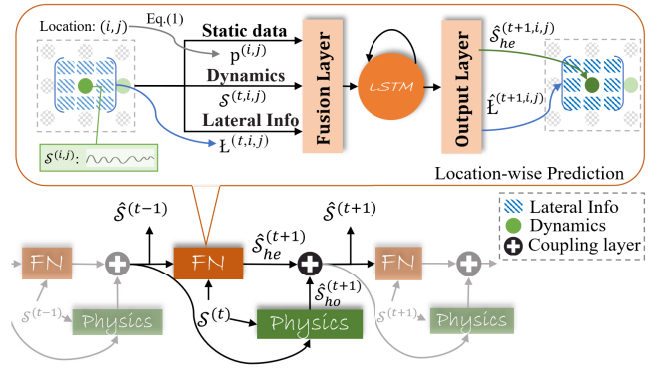 Location: (i, j)
Eq.(1)
p^(i,j)
Static data
Dynamics
S^(t,i,j)
Lateral Info
Ł^(t,i,j)
S^(i,j):
Fusion Layer
LSTM
Output Layer
Ŝ_he^(t+1,i,j)
Ł̂^(t+1,i,j)
Location-wise Prediction
Lateral Info
Dynamics
Coupling layer
Ŝ^(t-1)
Ŝ^(t+1)
FN
FN
Ŝ_he^(t+1)
FN
S^(t-1)
Physics
S^(t)
Physics
Ŝ_ho^(t+1)
S^(t+1)
Physics